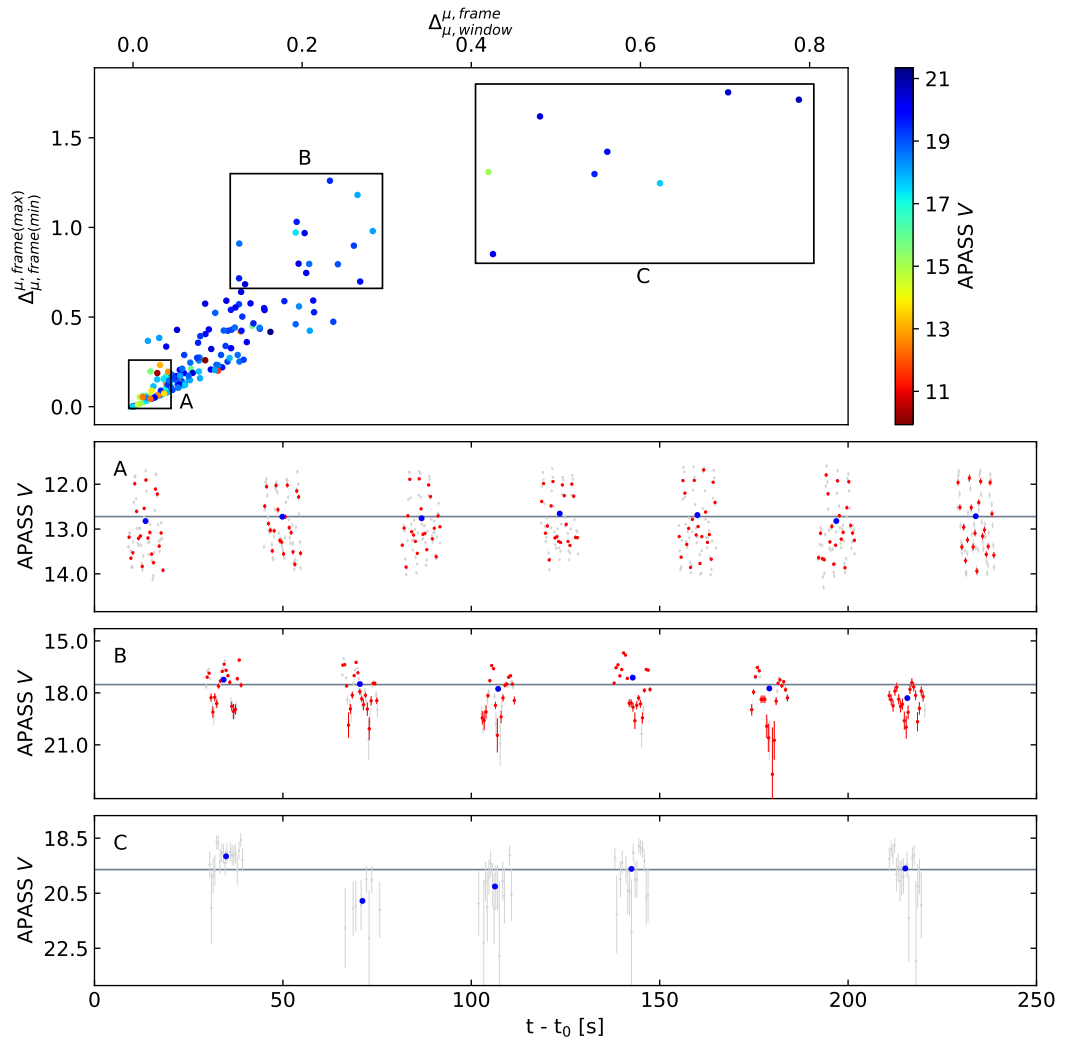 Δ^{μ, frame}_{μ, window}
0.0 0.2 0.4 0.6 0.8
Δ^{μ, frame(max)}_{μ, frame(min)}
1.5
1.0
0.5
0.0
B
C
A
21
19
17
15
13
11
APASS V
A
APASS V
12.0
13.0
14.0
B
APASS V
15.0
18.0
21.0
C
APASS V
18.5
20.5
22.5
0 50 100 150 200 250
t - t₀ [s]